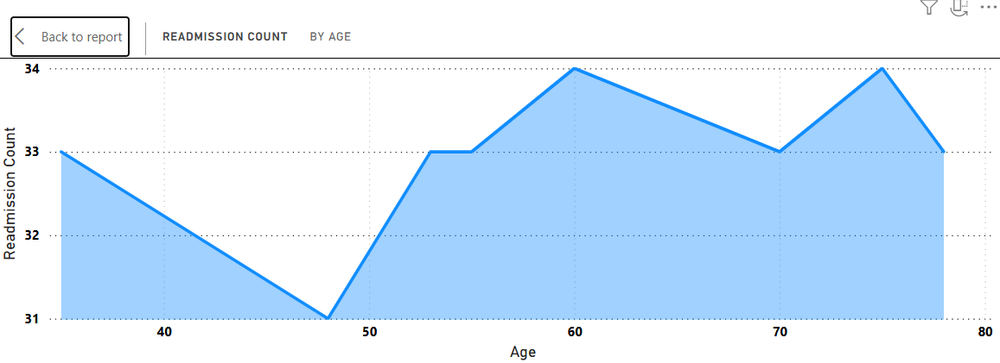 Back to report
READMISSION COUNT BY AGE
34
33
32
31
Readmission Count
40 50 60 70 80
Age